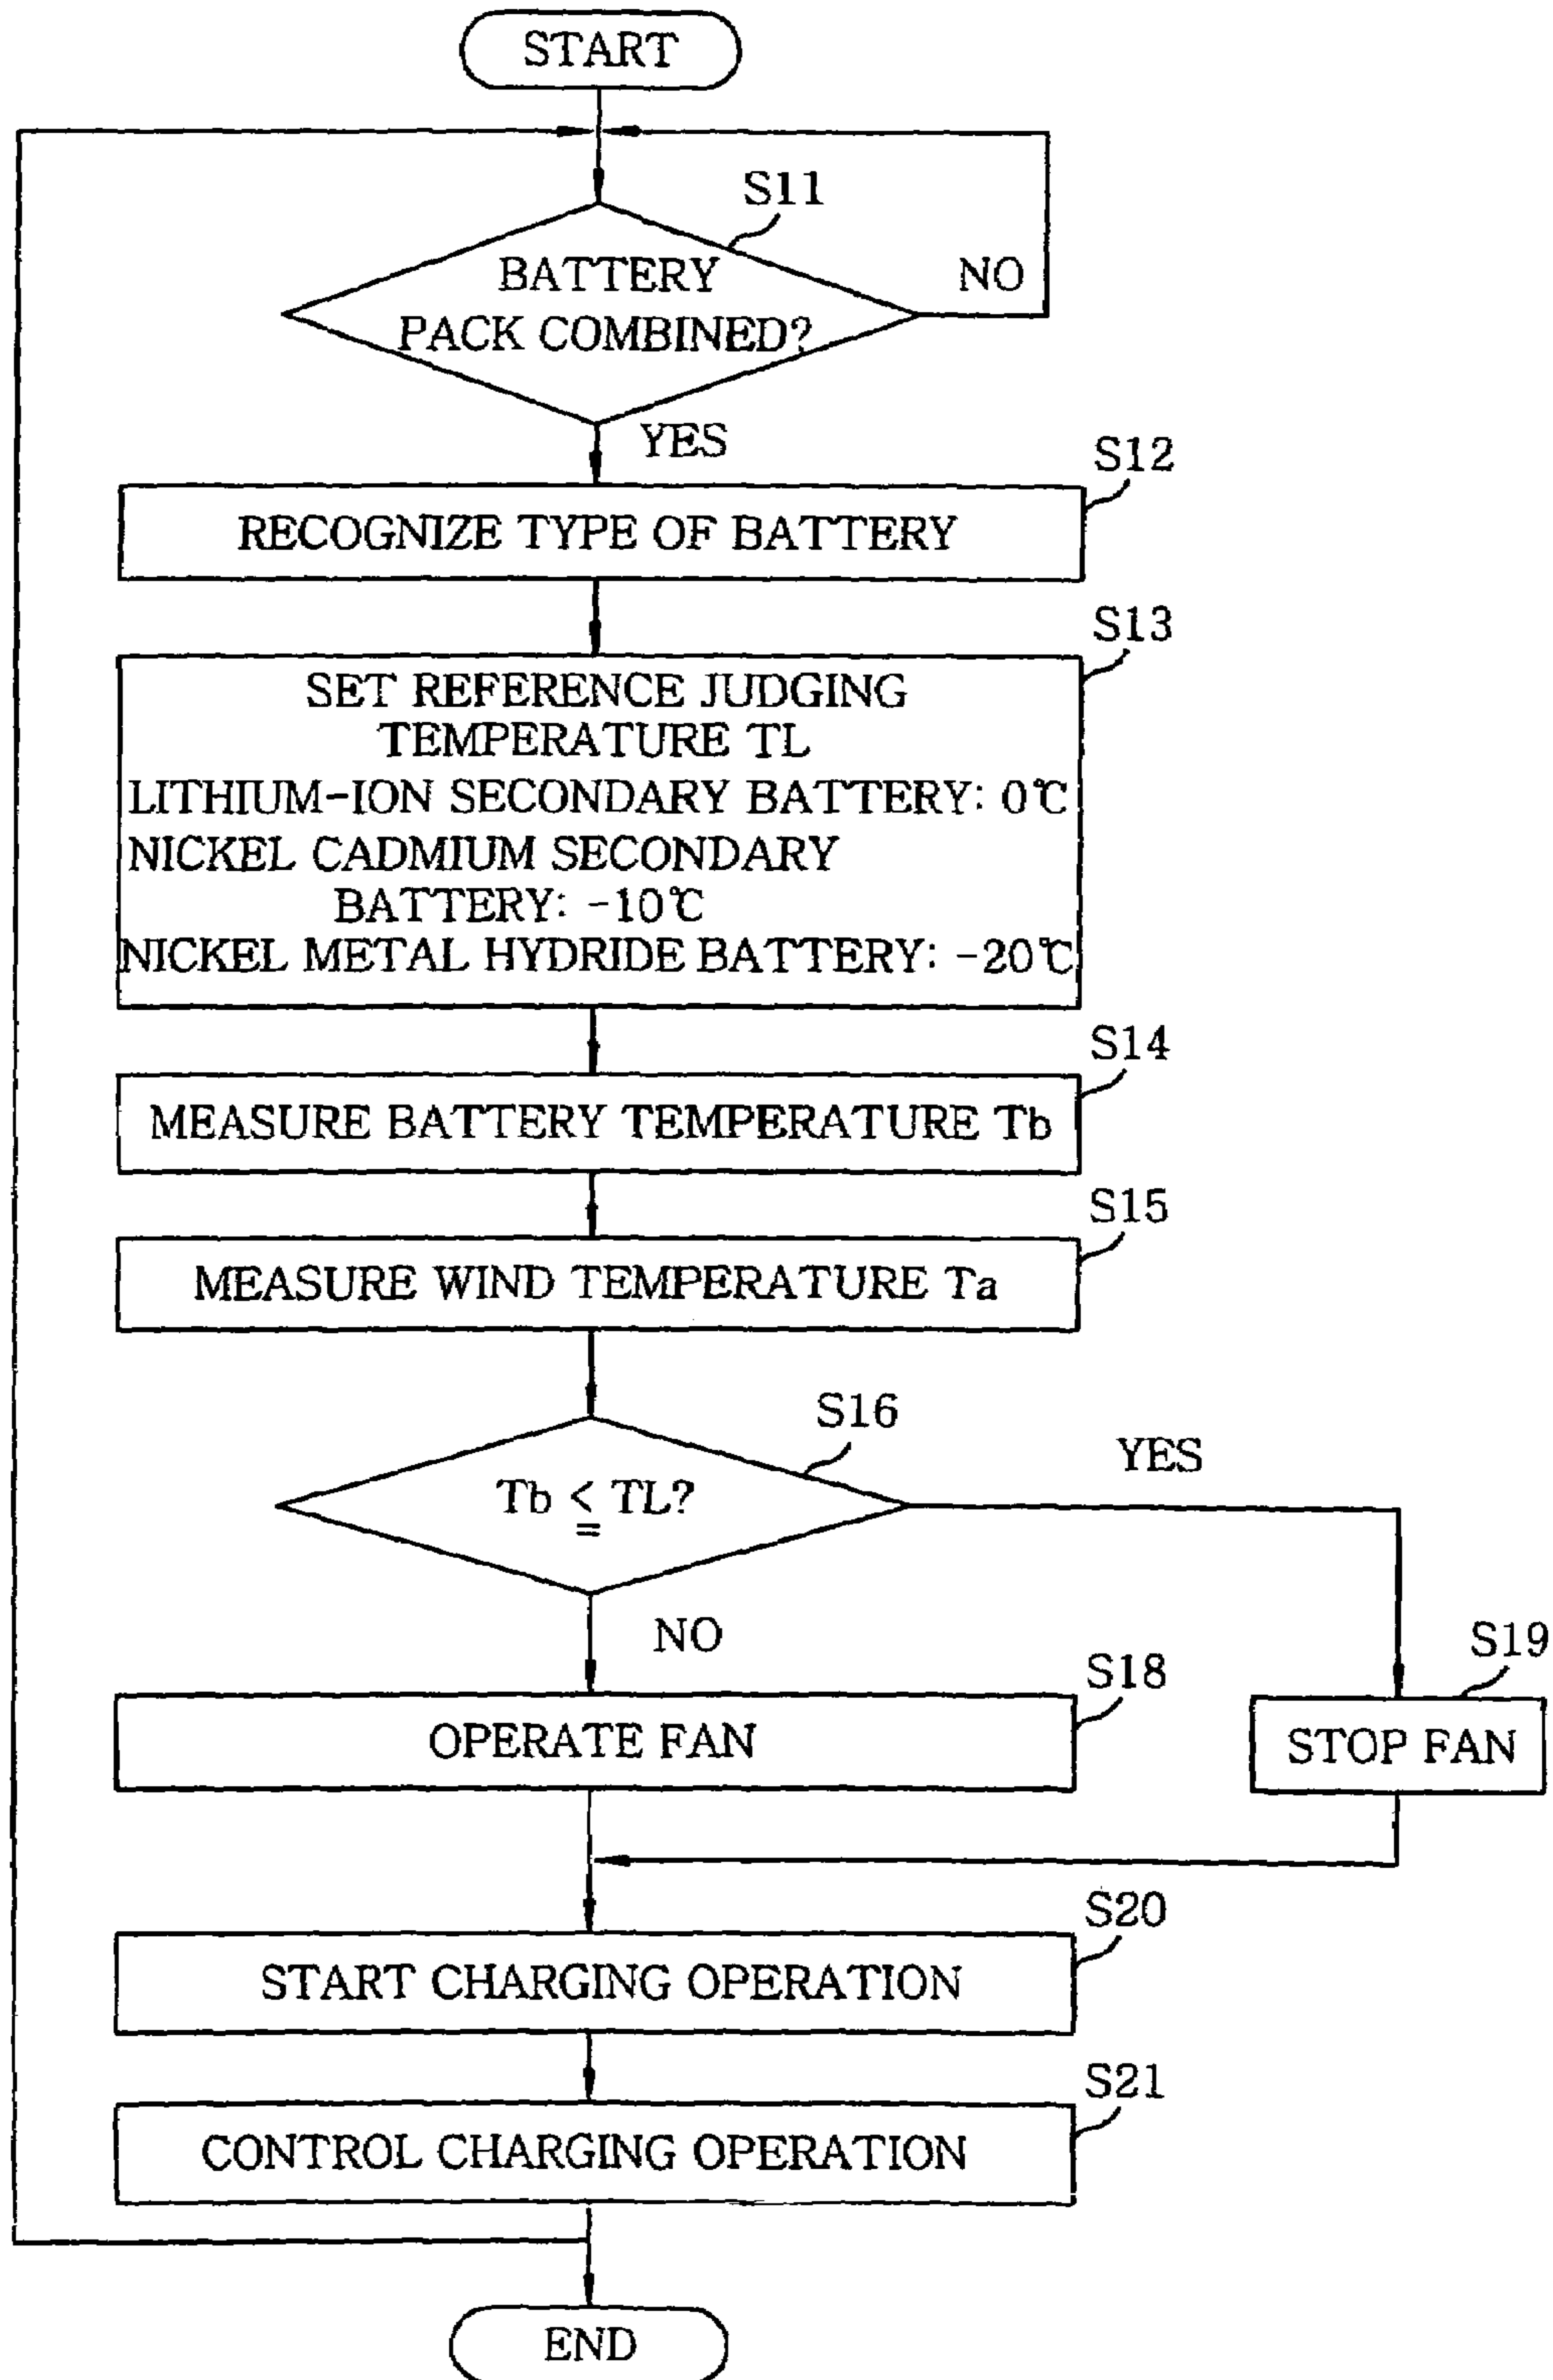 START
S11
BATTERY
PACK COMBINED?
NO
YES
S12
RECOGNIZE TYPE OF BATTERY
S13
SET REFERENCE JUDGING
TEMPERATURE TL
LITHIUM-ION SECONDARY BATTERY: 0℃
NICKEL CADMIUM SECONDARY
BATTERY: -10℃
NICKEL METAL HYDRIDE BATTERY: -20℃
S14
MEASURE BATTERY TEMPERATURE Tb
S15
MEASURE WIND TEMPERATURE Ta
S16
YES
Tb ≦ TL?
NO
S18
OPERATE FAN
S19
STOP FAN
S20
START CHARGING OPERATION
S21
CONTROL CHARGING OPERATION
END